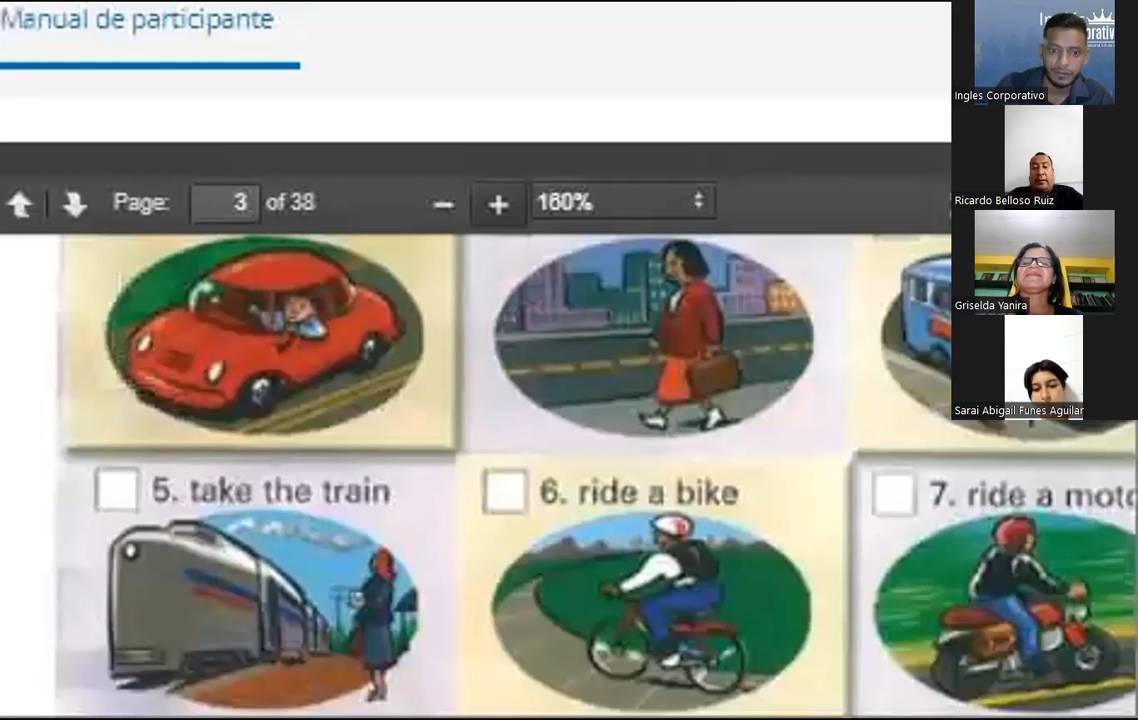 Manual de participante
Page: 3 of 38
160%
5. take the train
6. ride a bike
7. ride a moto
Ingles Corporativo
Ricardo Belloso Ruiz
Griselda Yanira
Sarai Abigail Funes Aguilar